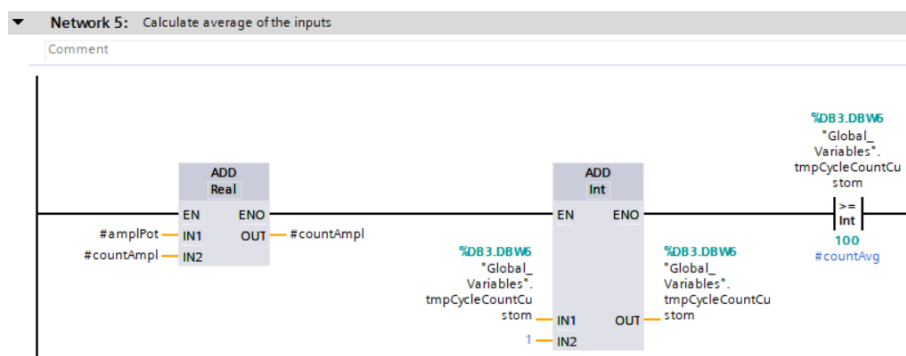 Network 5: Calculate average of the inputs
Comment
%DB3.DBW6
"Global_
Variables".
tmpCycleCountCu
stom
>=
Int
100
#countAvg
ADD
Real
EN ENO
#amplPot IN1 OUT #countAmpl
#countAmpl IN2
ADD
Int
EN ENO
%DB3.DBW6
"Global_
Variables".
tmpCycleCountCu
stom IN1
1 IN2
%DB3.DBW6
"Global_
Variables".
tmpCycleCountCu
OUT stom